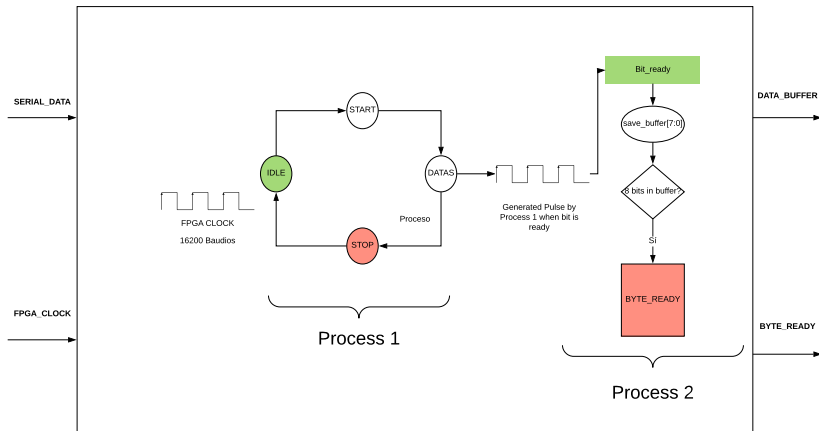 SERIAL_DATA
FPGA_CLOCK
FPGA CLOCK
16200 Baudios
IDLE
START
DATAS
STOP
Proceso
Process 1
Generated Pulse by
Process 1 when bit is
ready
Bit_ready
save_buffer[7:0]
8 bits in buffer?
Sí
BYTE_READY
Process 2
DATA_BUFFER
BYTE_READY